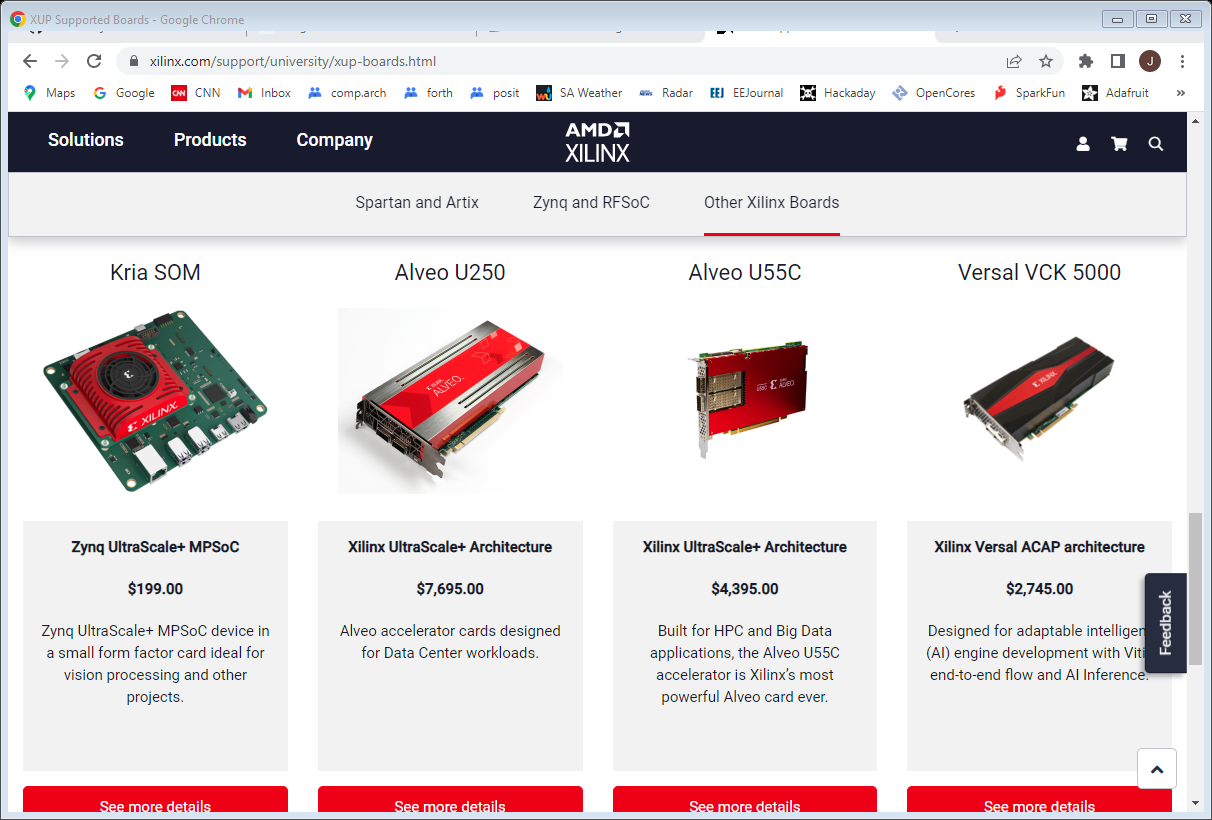 XUP Supported Boards - Google Chrome
xilinx.com/support/university/xup-boards.html
J
Maps Google CNN Inbox comp.arch forth posit SA Weather Radar EEJournal Hackaday OpenCores SparkFun Adafruit »
Solutions Products Company
AMD
XILINX
Spartan and Artix Zynq and RFSoC Other Xilinx Boards
Kria SOM
XILINX
Zynq UltraScale+ MPSoC
$199.00
Zynq UltraScale+ MPSoC device in
a small form factor card ideal for
vision processing and other
projects.
See more details
Alveo U250
XILINX
ALVEO.
Xilinx UltraScale+ Architecture
$7,695.00
Alveo accelerator cards designed
for Data Center workloads.
See more details
Alveo U55C
U55C
ALVEO
Xilinx UltraScale+ Architecture
$4,395.00
Built for HPC and Big Data
applications, the Alveo U55C
accelerator is Xilinx’s most
powerful Alveo card ever.
See more details
Versal VCK 5000
XILINX
Xilinx Versal ACAP architecture
$2,745.00
Designed for adaptable intelligen
(AI) engine development with Viti
end-to-end flow and AI Inference.
See more details
Feedback